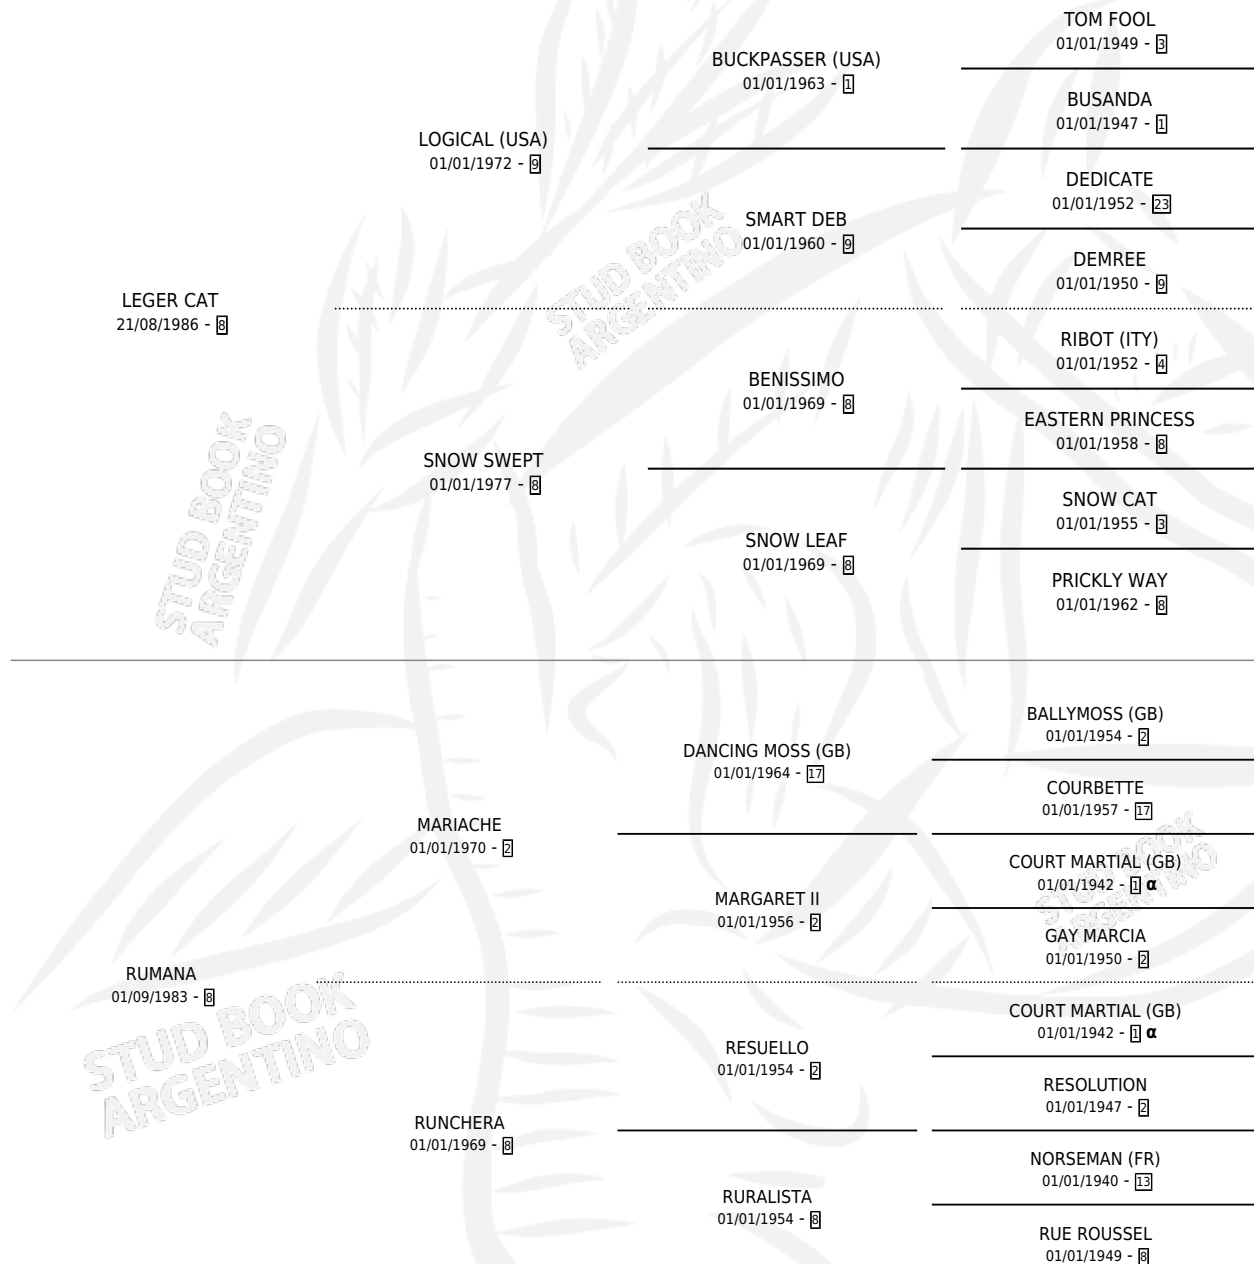 TOM FOOL
01/01/1949 - 3
BUCKPASSER (USA)
01/01/1963 - 1
BUSANDA
01/01/1947 - 1
LOGICAL (USA)
01/01/1972 - 9
DEDICATE
01/01/1952 - 23
SMART DEB
01/01/1960 - 9
DEMREE
01/01/1950 - 9
LEGER CAT
21/08/1986 - 8
RIBOT (ITY)
01/01/1952 - 4
BENISSIMO
01/01/1969 - 8
EASTERN PRINCESS
01/01/1958 - 8
SNOW SWEPT
01/01/1977 - 8
SNOW CAT
01/01/1955 - 3
SNOW LEAF
01/01/1969 - 8
PRICKLY WAY
01/01/1962 - 8
BALLYMOSS (GB)
01/01/1954 - 2
DANCING MOSS (GB)
01/01/1964 - 17
COURBETTE
01/01/1957 - 17
MARIACHE
01/01/1970 - 2
COURT MARTIAL (GB)
01/01/1942 - 1 α
MARGARET II
01/01/1956 - 2
GAY MARCIA
01/01/1950 - 2
RUMANA
01/09/1983 - 8
COURT MARTIAL (GB)
01/01/1942 - 1 α
RESUELLO
01/01/1954 - 2
RESOLUTION
01/01/1947 - 2
RUNCHERA
01/01/1969 - 8
NORSEMAN (FR)
01/01/1940 - 13
RURALISTA
01/01/1954 - 8
RUE ROUSSEL
01/01/1949 - 8
STUD BOOK
ARGENTINO
STUD BOOK
ARGENTINO
STUD BOOK
ARGENTINO
STUD BOOK
ARGENTINO